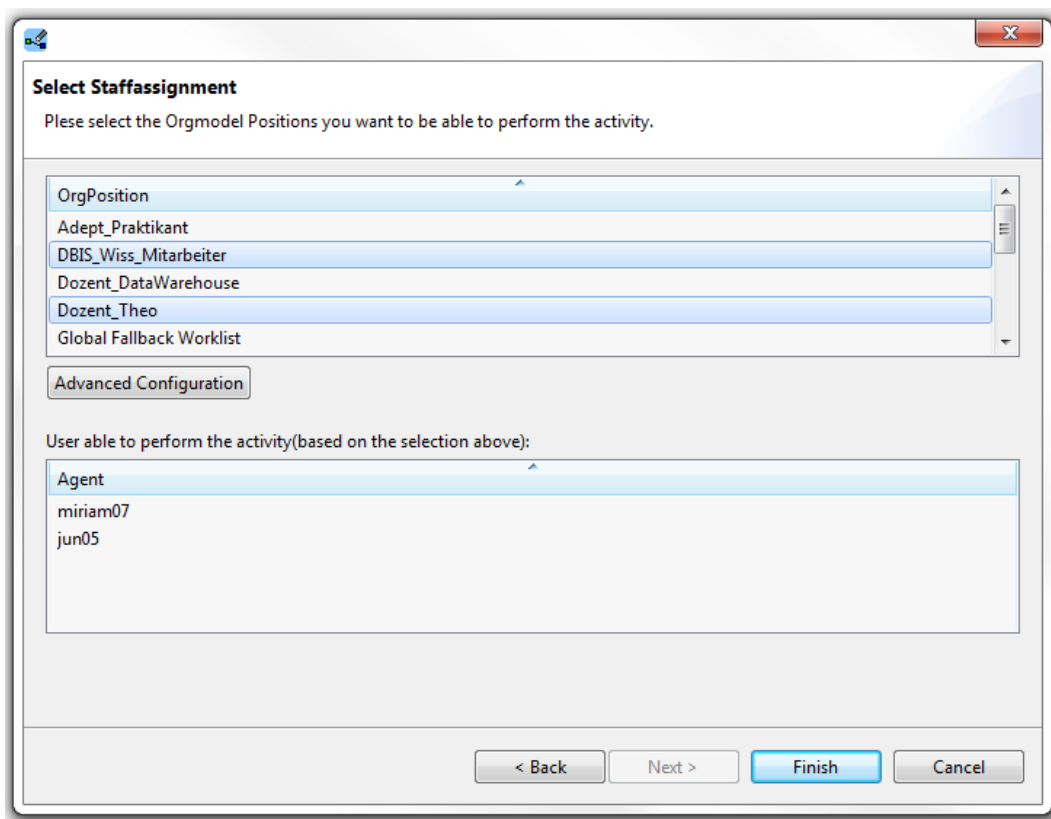 Select Staffassignment
Plese select the Orgmodel Positions you want to be able to perform the activity.
OrgPosition
Adept_Praktikant
DBIS_Wiss_Mitarbeiter
Dozent_DataWarehouse
Dozent_Theo
Global Fallback Worklist
Advanced Configuration
User able to perform the activity(based on the selection above):
Agent
miriam07
jun05
< Back Next > Finish Cancel